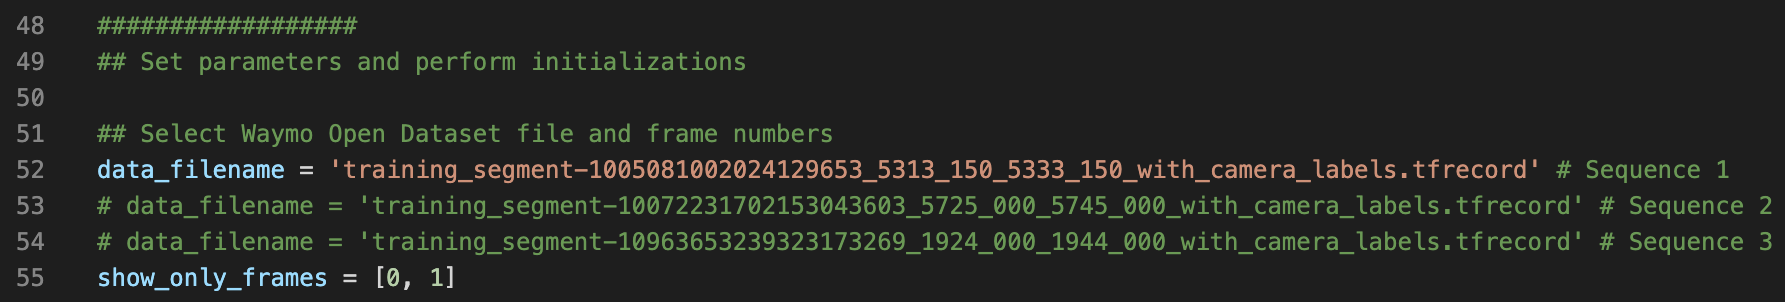 48 ##################
49 ## Set parameters and perform initializations
50
51 ## Select Waymo Open Dataset file and frame numbers
52 data_filename = 'training_segment-1005081002024129653_5313_150_5333_150_with_camera_labels.tfrecord' # Sequence 1
53 # data_filename = 'training_segment-10072231702153043603_5725_000_5745_000_with_camera_labels.tfrecord' # Sequence 2
54 # data_filename = 'training_segment-10963653239323173269_1924_000_1944_000_with_camera_labels.tfrecord' # Sequence 3
55 show_only_frames = [0, 1]